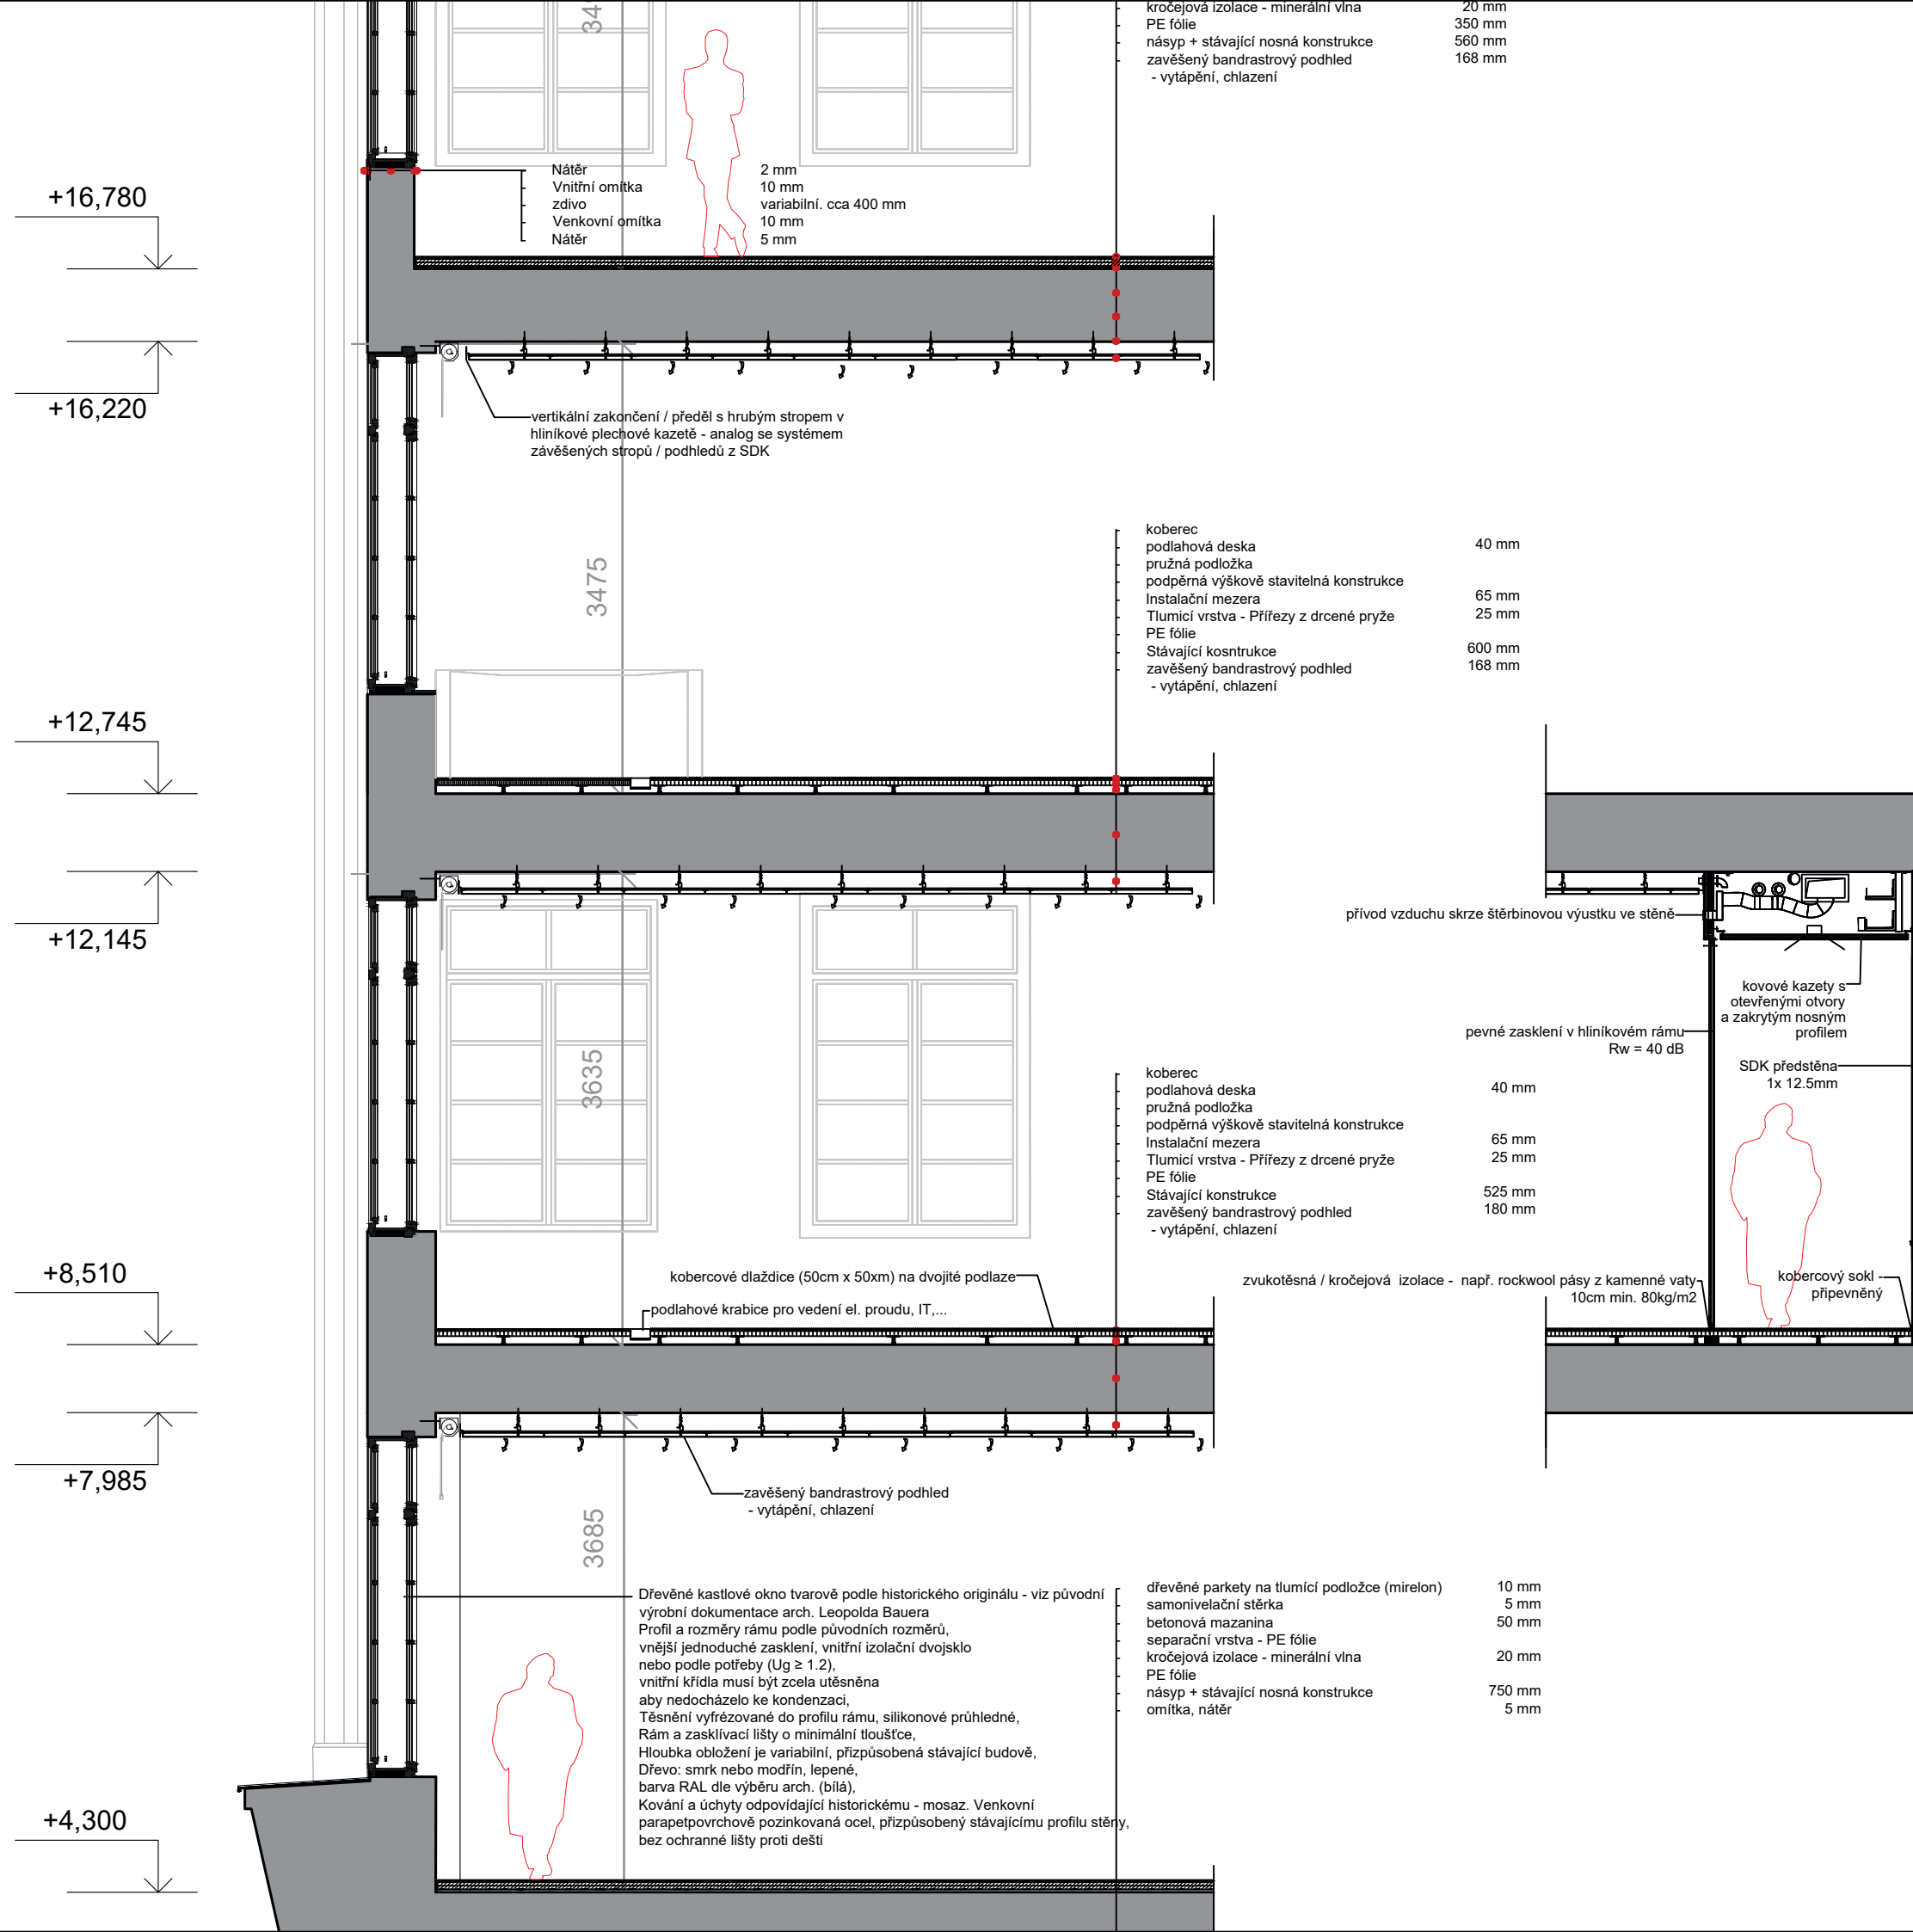 kročejová izolace - minerální vlna 20 mm
PE fólie 350 mm
násyp + stávající nosná konstrukce 560 mm
zavěšený bandrastrový podhled 168 mm
- vytápění, chlazení
Nátěr 2 mm
Vnitřní omítka 10 mm
zdivo variabilní. cca 400 mm
Venkovní omítka 10 mm
Nátěr 5 mm
+16,780
+16,220
vertikální zakončení / předěl s hrubým stropem v
hliníkové plechové kazetě - analog se systémem
závěšených stropů / podhledů z SDK
3475
koberec
podlahová deska 40 mm
pružná podložka
podpěrná výškově stavitelná konstrukce
Instalační mezera 65 mm
Tlumicí vrstva - Přířezy z drcené pryže 25 mm
PE fólie
Stávající kosntrukce 600 mm
zavěšený bandrastrový podhled 168 mm
- vytápění, chlazení
+12,745
+12,145
přívod vzduchu skrze štěrbinovou výustku ve stěně
kovové kazety s
otevřenými otvory
a zakrytým nosným
profilem
pevné zasklení v hliníkovém rámu
Rw = 40 dB
SDK předstěna
1x 12.5mm
3635
koberec
podlahová deska 40 mm
pružná podložka
podpěrná výškově stavitelná konstrukce
Instalační mezera 65 mm
Tlumicí vrstva - Přířezy z drcené pryže 25 mm
PE fólie
Stávající konstrukce 525 mm
zavěšený bandrastrový podhled 180 mm
- vytápění, chlazení
+8,510
kobercové dlaždice (50cm x 50xm) na dvojité podlaze
podlahové krabice pro vedení el. proudu, IT,...
zvukotěsná / kročejová izolace - např. rockwool pásy z kamenné vaty
10cm min. 80kg/m2
kobercový sokl -
připevněný
+7,985
zavěšený bandrastrový podhled
- vytápění, chlazení
3685
Dřevěné kastlové okno tvarově podle historického originálu - viz původní
výrobní dokumentace arch. Leopolda Bauera
Profil a rozměry rámu podle původních rozměrů,
vnější jednoduché zasklení, vnitřní izolační dvojsklo
nebo podle potřeby (Ug ≥ 1.2),
vnitřní křídla musí být zcela utěsněna
aby nedocházelo ke kondenzaci,
Těsnění vyfrézované do profilu rámu, silikonové průhledné,
Rám a zasklívací lišty o minimální tloušťce,
Hloubka obložení je variabilní, přizpůsobená stávající budově,
Dřevo: smrk nebo modřín, lepené,
barva RAL dle výběru arch. (bílá),
Kování a úchyty odpovídající historickému - mosaz. Venkovní
parapetpovrchově pozinkovaná ocel, přizpůsobený stávajícímu profilu stěny,
bez ochranné lišty proti dešti
dřevěné parkety na tlumící podložce (mirelon) 10 mm
samonivelační stěrka 5 mm
betonová mazanina 50 mm
separační vrstva - PE fólie
kročejová izolace - minerální vlna 20 mm
PE fólie
násyp + stávající nosná konstrukce 750 mm
omítka, nátěr 5 mm
+4,300